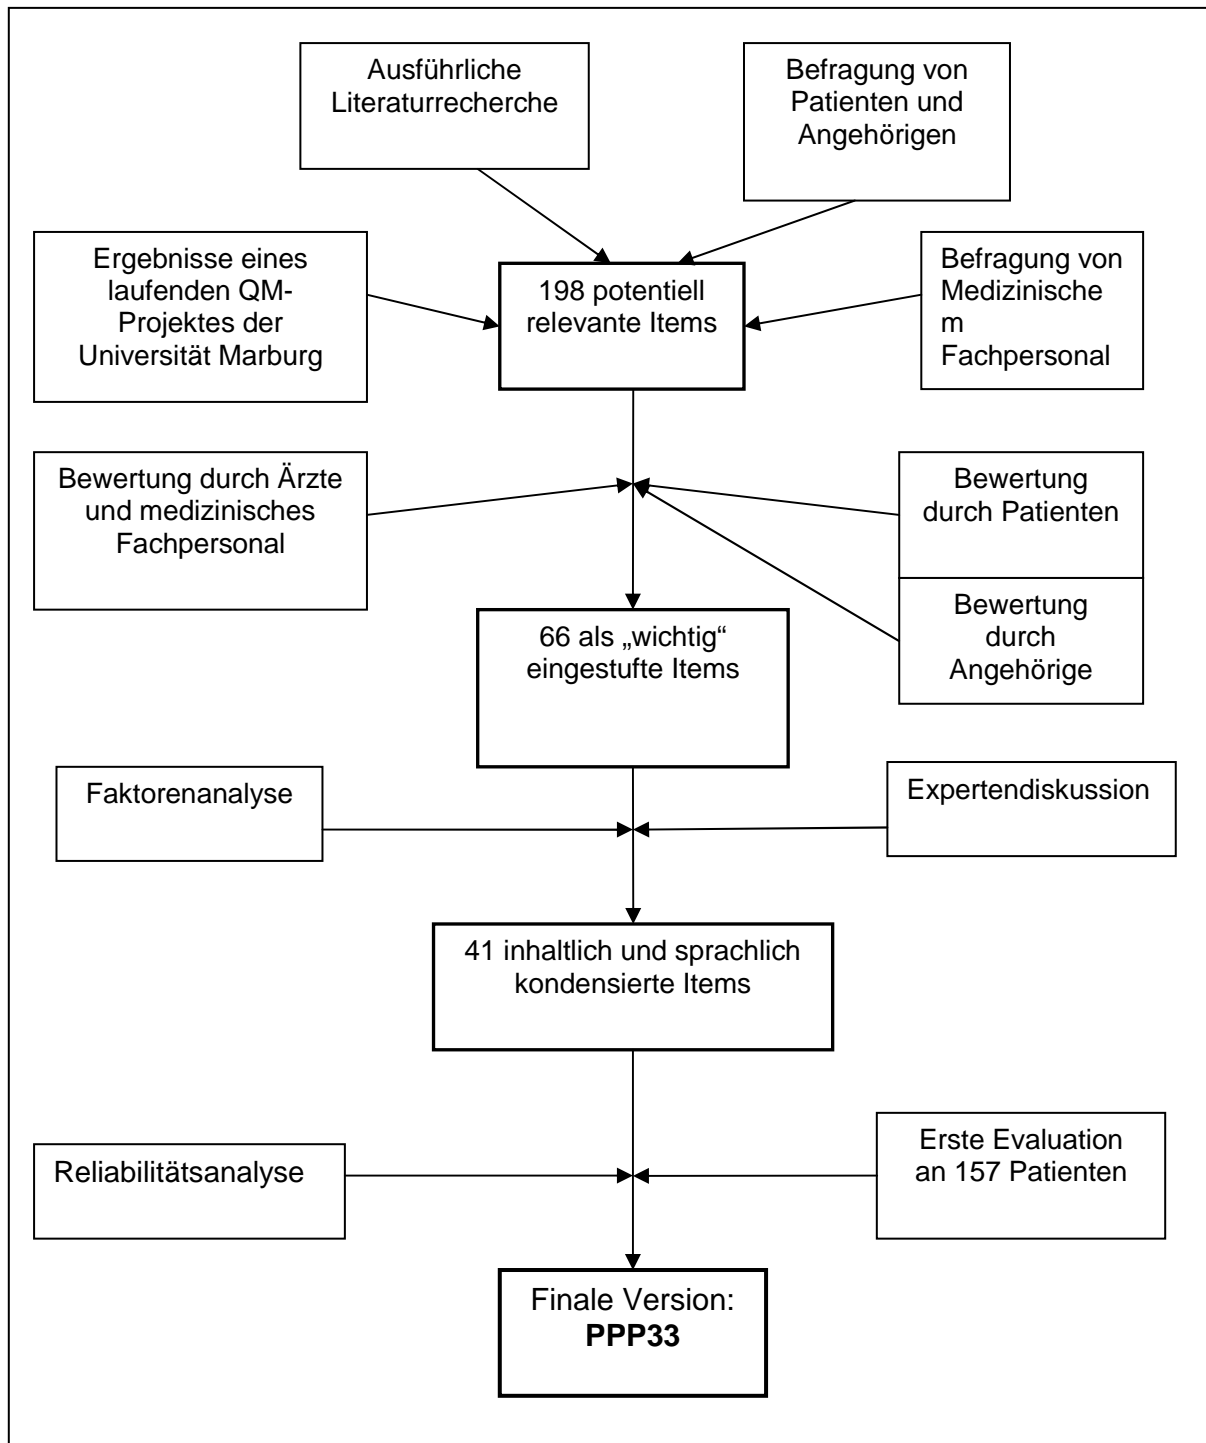 Ausführliche
Literaturrecherche
Befragung von
Patienten und
Angehörigen
Ergebnisse eines
laufenden QM-
Projektes der
Universität Marburg
198 potentiell
relevante Items
Befragung von
Medizinische
m
Fachpersonal
Bewertung durch Ärzte
und medizinisches
Fachpersonal
Bewertung
durch Patienten
Bewertung
durch
Angehörige
66 als „wichtig“
eingestufte Items
Faktorenanalyse
Expertendiskussion
41 inhaltlich und sprachlich
kondensierte Items
Reliabilitätsanalyse
Erste Evaluation
an 157 Patienten
Finale Version:
PPP33